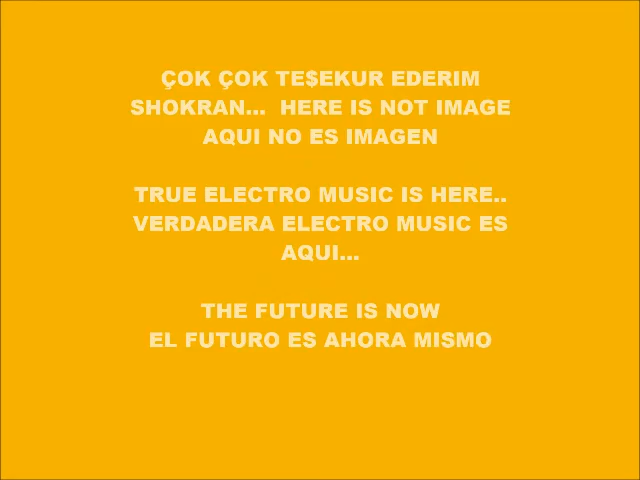 ÇOK ÇOK TE$EKUR EDERIM
SHOKRAN... HERE IS NOT IMAGE
AQUI NO ES IMAGEN
TRUE ELECTRO MUSIC IS HERE..
VERDADERA ELECTRO MUSIC ES
AQUI...
THE FUTURE IS NOW
EL FUTURO ES AHORA MISMO